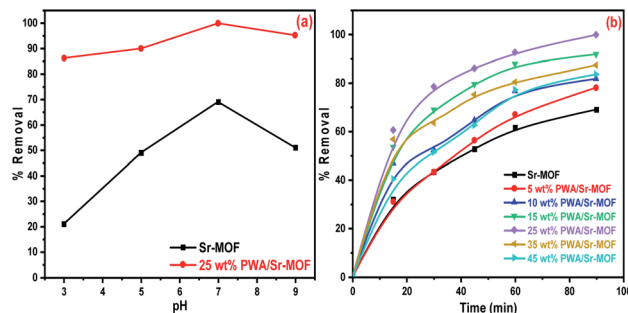 (a)
% Removal
100
90
80
70
60
50
40
30
20
10
0
Sr-MOF
25 wt% PWA/Sr-MOF
3
4
5
6
7
8
9
pH
(b)
% Removal
100
80
60
40
20
0
Sr-MOF
5 wt% PWA/Sr-MOF
10 wt% PWA/Sr-MOF
15 wt% PWA/Sr-MOF
25 wt% PWA/Sr-MOF
35 wt% PWA/Sr-MOF
45 wt% PWA/Sr-MOF
0
20
40
60
80
100
Time (min)